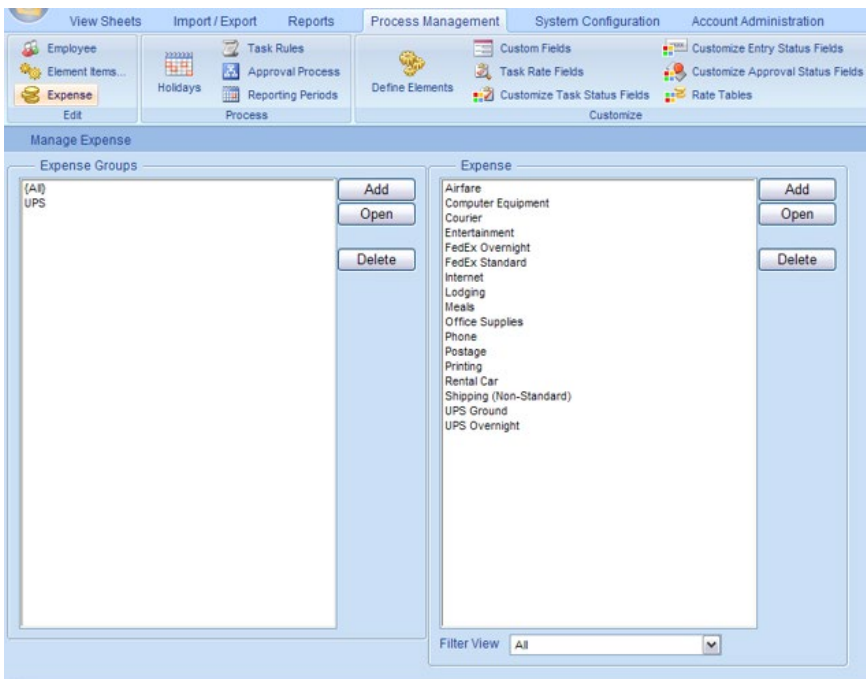 View Sheets Import / Export Reports Process Management System Configuration Account Administration
Employee
Element Items...
Expense
Edit
Holidays
Task Rules
Approval Process
Reporting Periods
Process
Define Elements
Custom Fields
Task Rate Fields
Customize Task Status Fields
Customize Entry Status Fields
Customize Approval Status Fields
Rate Tables
Customize
Manage Expense
Expense Groups
{All}
UPS
Add
Open
Delete
Expense
Airfare
Computer Equipment
Courier
Entertainment
FedEx Overnight
FedEx Standard
Internet
Lodging
Meals
Office Supplies
Phone
Postage
Printing
Rental Car
Shipping (Non-Standard)
UPS Ground
UPS Overnight
Add
Open
Delete
Filter View All